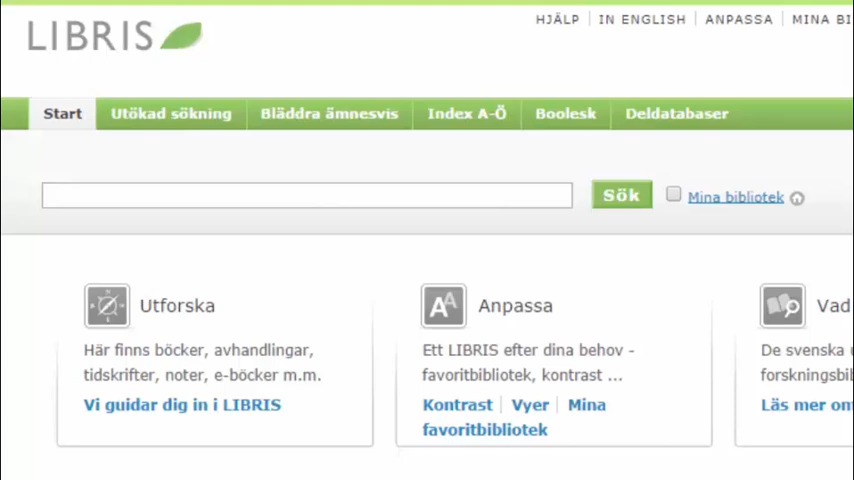 LIBRIS
HJÄLP IN ENGLISH ANPASSA MINA
Start Utökad sökning Bläddra ämnesvis Index A-Ö Boolesk Deldatabaser
Sök Mina bibliotek
Utforska
Här finns böcker, avhandlingar,
tidskrifter, noter, e-böcker m.m.
Vi guidar dig in i LIBRIS
Anpassa
Ett LIBRIS efter dina behov -
favoritbibliotek, kontrast ...
Kontrast Vyer Mina
favoritbibliotek
Vad
De svenska
Läs mer om